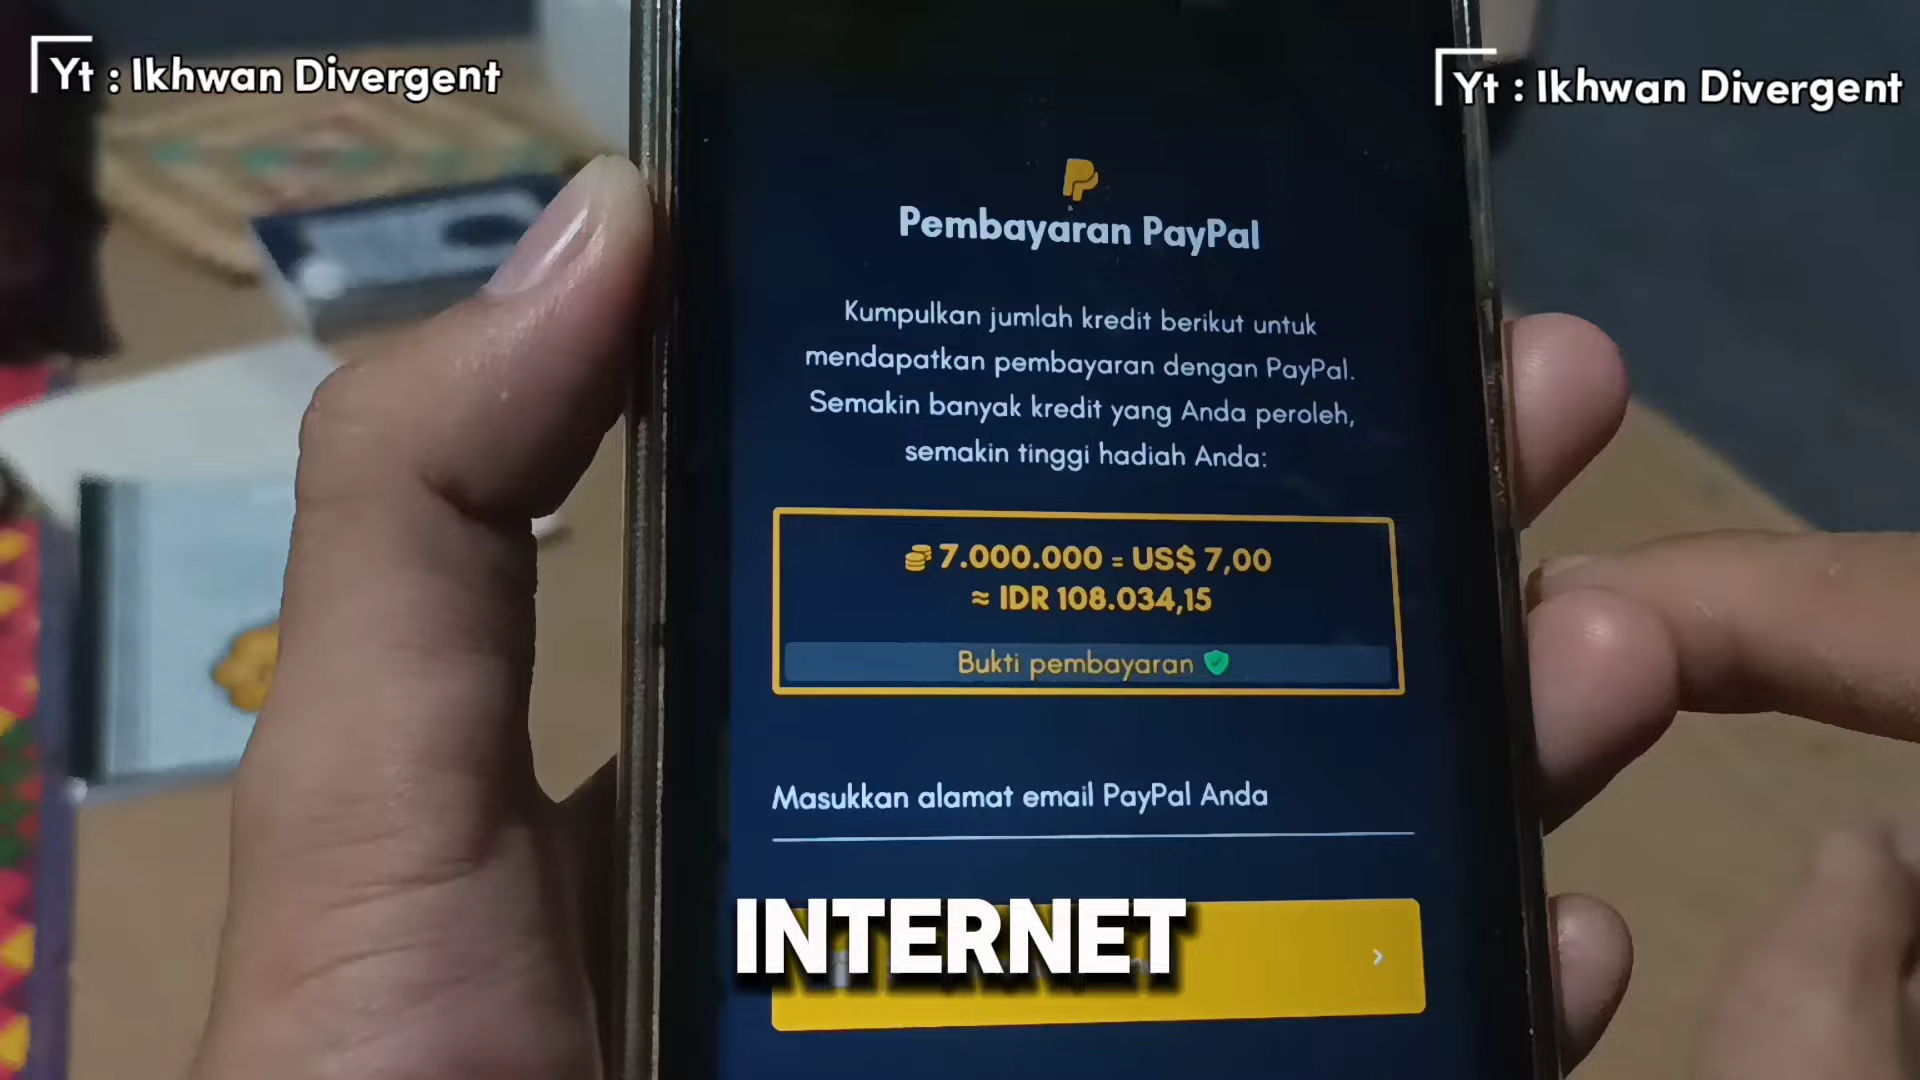 Yt : Ikhwan Divergent
Yt : Ikhwan Divergent
Pembayaran PayPal
Kumpulkan jumlah kredit berikut untuk
mendapatkan pembayaran dengan PayPal.
Semakin banyak kredit yang Anda peroleh,
semakin tinggi hadiah Anda:
7.000.000 = US$ 7,00
≈ IDR 108.034,15
Bukti pembayaran
Masukkan alamat email PayPal Anda
INTERNET